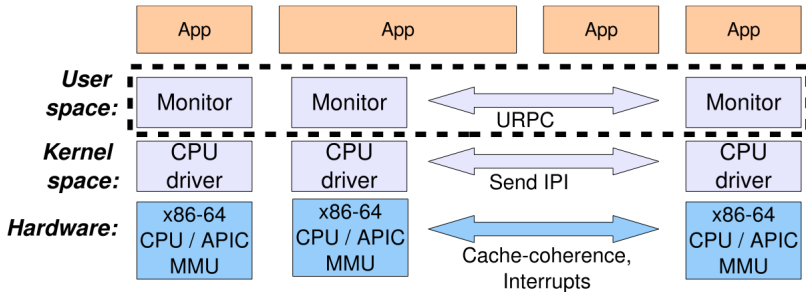 App
App
App
App
User
space:
Monitor
Monitor
URPC
Monitor
Kernel
space:
CPU
driver
CPU
driver
Send IPI
CPU
driver
Hardware:
x86-64
CPU / APIC
MMU
x86-64
CPU / APIC
MMU
Cache-coherence,
Interrupts
x86-64
CPU / APIC
MMU